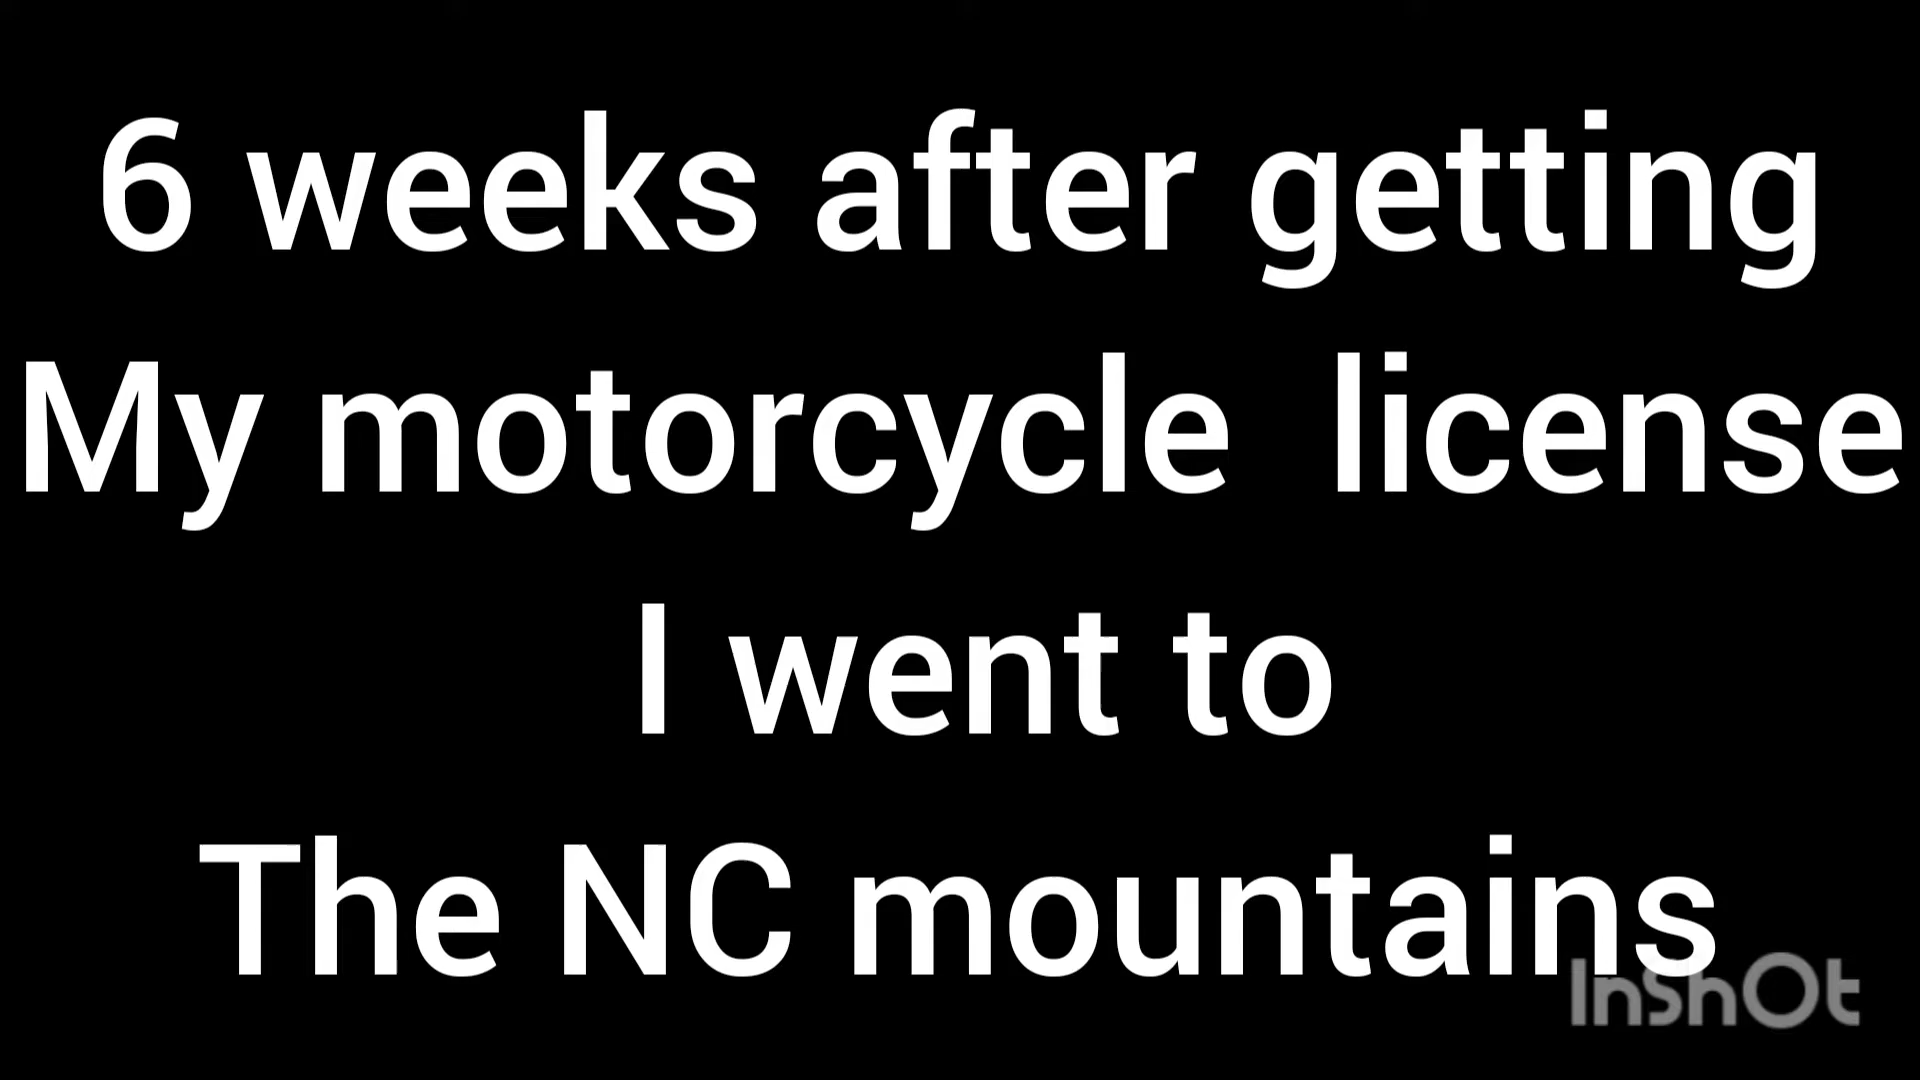 6 weeks after getting
My motorcycle  license
I went to
The NC mountains
InShOt